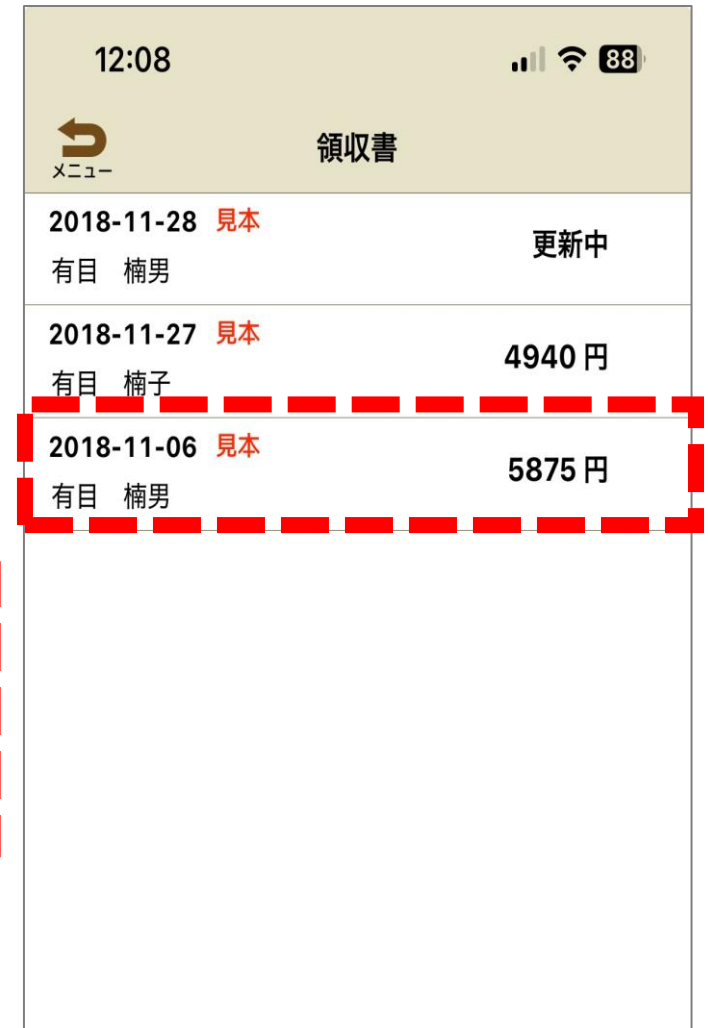 12:08
88
領収書
メニュー
2018-11-28 見本
更新中
有目 楠男
2018-11-27 見本
4940 円
有目 楠子
2018-11-06 見本
5875 円
有目 楠男